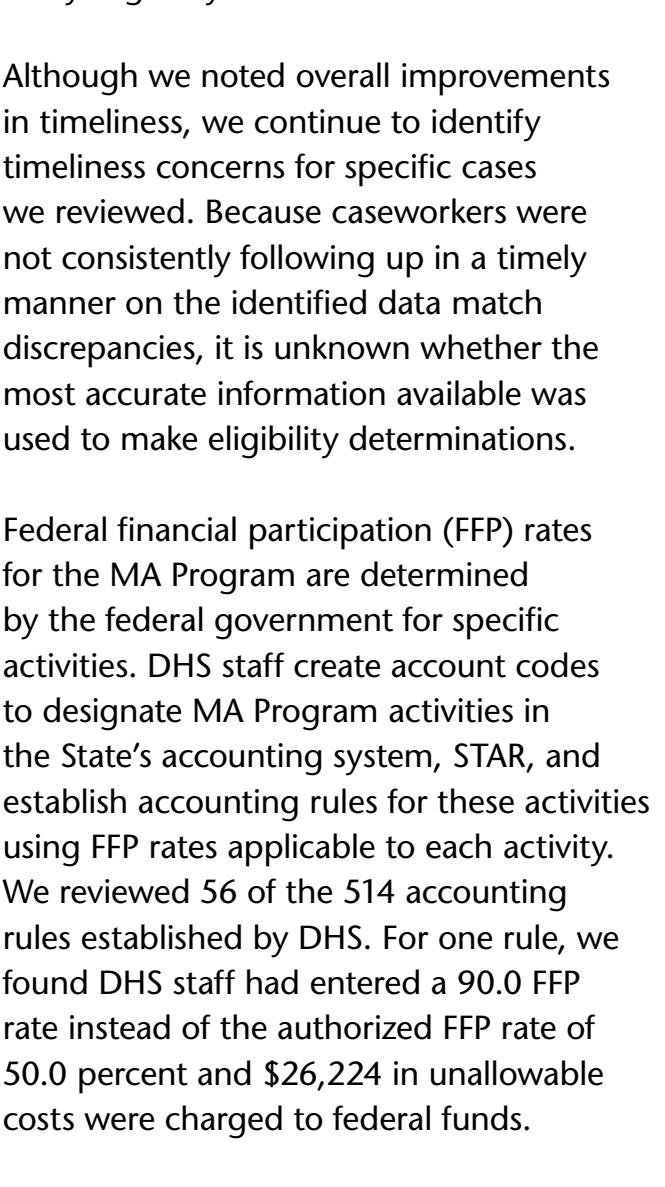 Although we noted overall improvements
in timeliness, we continue to identify
timeliness concerns for specific cases
we reviewed. Because caseworkers were
not consistently following up in a timely
manner on the identified data match
discrepancies, it is unknown whether the
most accurate information available was
used to make eligibility determinations.
Federal financial participation (FFP) rates
for the MA Program are determined
by the federal government for specific
activities. DHS staff create account codes
to designate MA Program activities in
the State’s accounting system, STAR, and
establish accounting rules for these activities
using FFP rates applicable to each activity.
We reviewed 56 of the 514 accounting
rules established by DHS. For one rule, we
found DHS staff had entered a 90.0 FFP
rate instead of the authorized FFP rate of
50.0 percent and $26,224 in unallowable
costs were charged to federal funds.